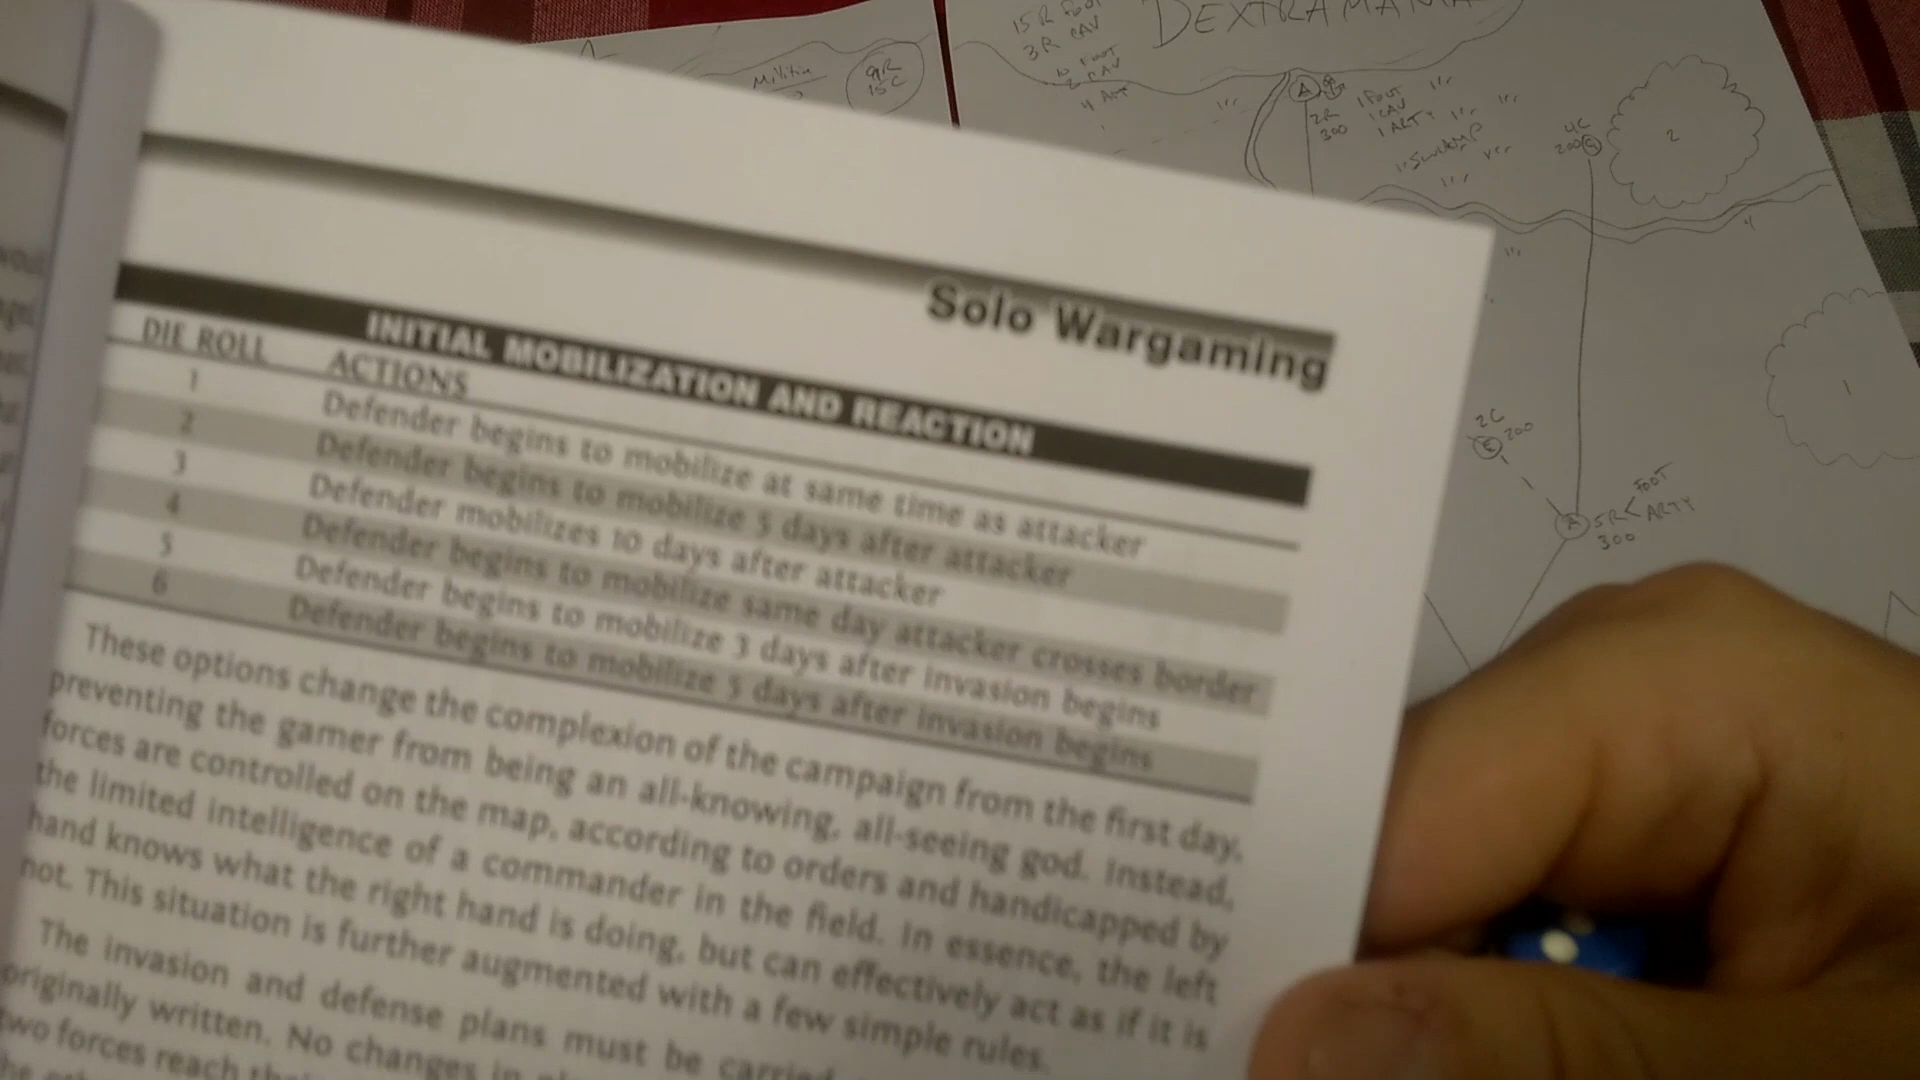 DEXTRAMANIA
15 R FOOT
3 R CAV
10 FOOT
2 CAV
4 ART
Militia
9R
15C
A
2R
300
1 FOOT
1 CAV
1 ARTY
SWAMP
4C
200
2
1
2C
E
200
A
5R
FOOT
ARTY
300
Solo Wargaming
INITIAL MOBILIZATION AND REACTION
DIE ROLL ACTIONS
1 Defender begins to mobilize at same time as attacker
2 Defender begins to mobilize 5 days after attacker
3 Defender mobilizes 10 days after attacker
4 Defender begins to mobilize same day attacker crosses border
5 Defender begins to mobilize 3 days after invasion begins
6 Defender begins to mobilize 5 days after invasion begins
These options change the complexion of the campaign from the first day,
preventing the gamer from being an all-knowing, all-seeing god. Instead,
forces are controlled on the map, according to orders and handicapped by
the limited intelligence of a commander in the field. In essence, the left
hand knows what the right hand is doing, but can effectively act as if it is
not. This situation is further augmented with a few simple rules.
The invasion and defense plans must be carried
originally written. No changes in
two forces reach